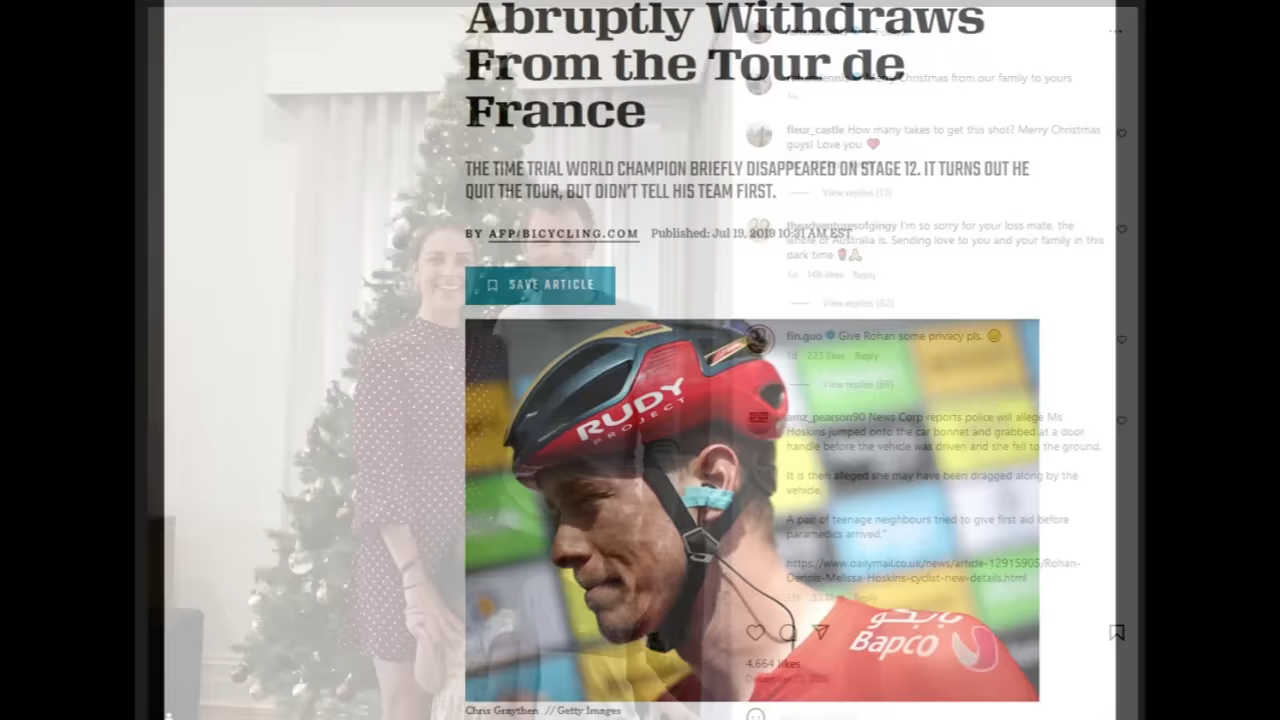 Abruptly Withdraws
From the Tour de
France
THE TIME TRIAL WORLD CHAMPION BRIEFLY DISAPPEARED ON STAGE 12. IT TURNS OUT HE
QUIT THE TOUR, BUT DIDN'T TELL HIS TEAM FIRST.
BY AFP/BICYCLING.COM Published: Jul 19, 2019 10:31 AM EST
SAVE ARTICLE
RUDY
PROJECT
بابكو
Bapco
Chris Graythen // Getty Images
Merry Christmas from our family to yours
fleur_castle How many takes to get this shot? Merry Christmas
guys! Love you ❤️
View replies (13)
theadventuresofgingy I'm so sorry for your loss mate, the
whole of Australia is. Sending love to you and your family in this
dark time 🌹🙏
1d 148 likes Reply
View replies (82)
fin.guo Give Rohan some privacy pls. 😔
1d 223 likes Reply
View replies (69)
amz_pearson90 News Corp reports police will allege Ms
Hoskins jumped onto the car bonnet and grabbed at a door
handle before the vehicle was driven and she fell to the ground.
It is then alleged she may have been dragged along by the
vehicle.
A pair of teenage neighbours tried to give first aid before
paramedics arrived."
https://www.dailymail.co.uk/news/article-12915905/Rohan-
Dennis-Melissa-Hoskins-cyclist-new-details.html
Reply
4,664 likes